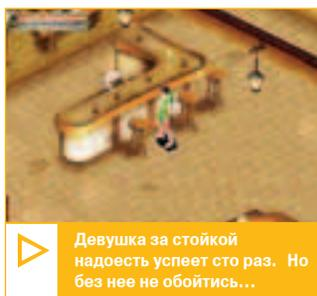 Девушка за стойкой
надоесть успеет сто раз. Но
без нее не обойтись...